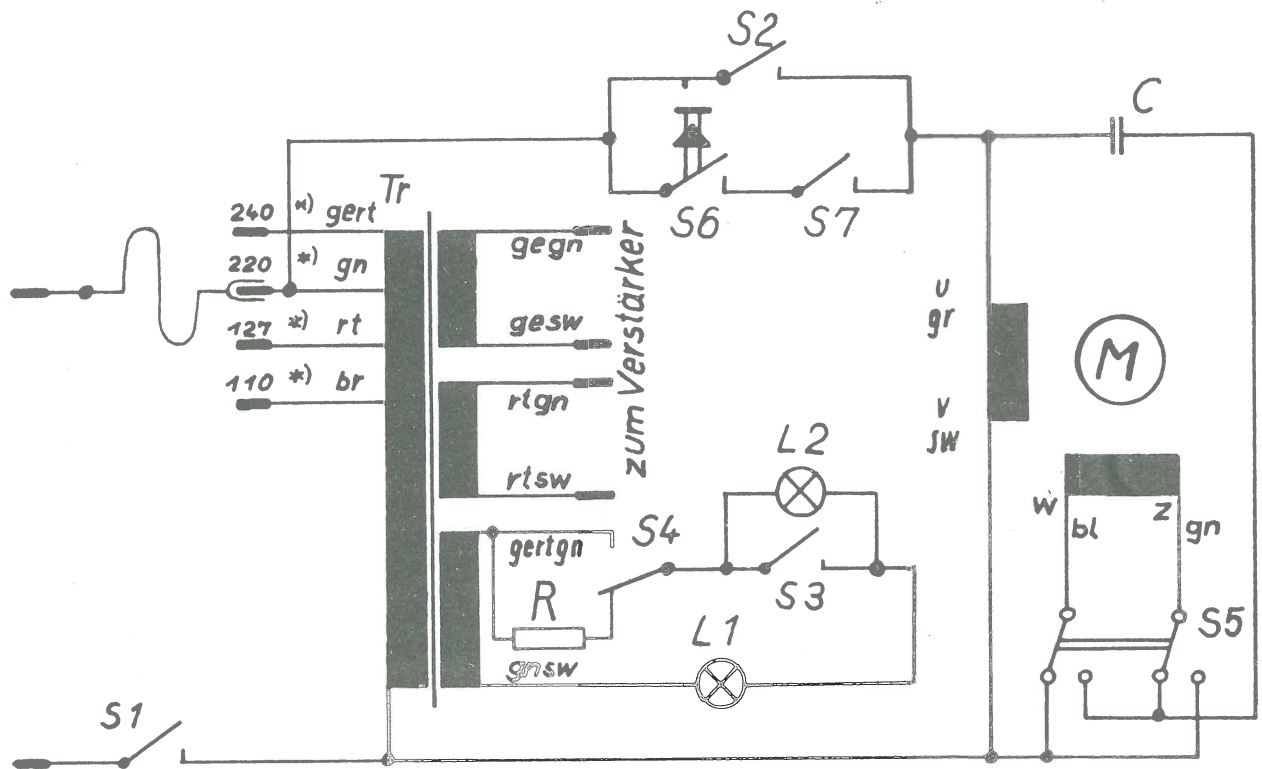 S2
C
Tr
240 *) gert
220 *) gn
127 *) rt
110 *) br
S6
S7
gegn
gesw
rtgn
rtsw
zum Verstärker
u
gr
v
sw
M
L2
w
bl
z
gn
S4
gertgn
S3
R
L1
S5
gnsw
S1